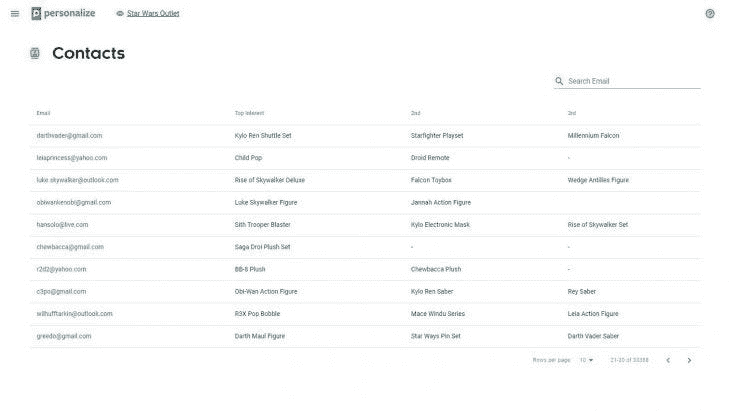 personalize Star Wars Outlet
Contacts
Search Email
Email Top Interest 2nd 3rd
darthvader@gmail.com Kylo Ren Shuttle Set Starfighter Playset Millennium Falcon
leiaprincess@yahoo.com Child Pop Droid Remote -
luke skywalker@outlook.com Rise of Skywalker Deluxe Falcon Toybox Wedge Antilles Figure
obiwankenobi@gmail.com Luke Skywalker Figure Jannah Action Figure
hansolo@live.com Sith Trooper Blaster Kylo Electronic Mask Rise of Skywalker Set
chewbacca@gmail.com Saga Droi Plush Set - -
r2d2@yahoo.com BB-8 Plush Chewbacca Plush -
c3po@gmail.com Obi-Wan Action Figure Kylo Ren Saber Rey Saber
wilhufftarkin@outlook.com R3X Pop Bobble Mace Windu Series Leia Action Figure
greedo@gmail.com Darth Maul Figure Star Ways Pin Set Darth Vader Saber
Rows per page: 10 21-30 of